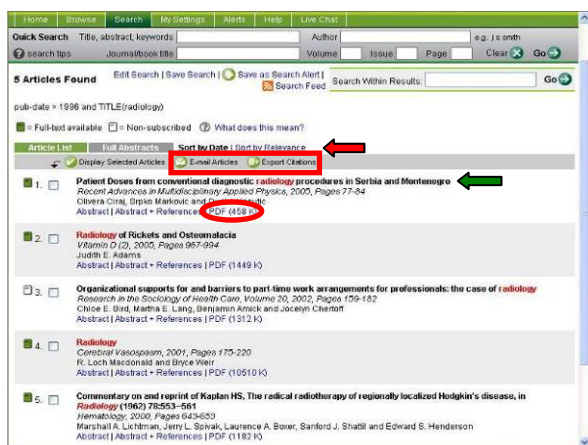 Home Browse Search My Settings Alerts Help Live Chat
Quick Search Title, abstract, keywords Author e.g. j s smith
search tips Journal/book title Volume Issue Page Clear Go
5 Articles Found Edit Search | Save Search | Save as Search Alert | Search Within Results: Go
Search Feed
pub-date > 1996 and TITLE(radiology)
= Full-text available = Non-subscribed What does this mean?
Article List Full Abstracts Sort by Date | Sort by Relevance
Display Selected Articles E-mail Articles Export Citations
1. Patient Doses from conventional diagnostic radiology procedures in Serbia and Montenegro
Recent Advances in Multidisciplinary Applied Physics, 2005, Pages 77-84
Olivera Ciraj, Srpko Markovic and
Abstract | Abstract + References | PDF (458 K)
2. Radiology of Rickets and Osteomalacia
Vitamin D (2), 2005, Pages 967-994
Judith E. Adams
Abstract | Abstract + References | PDF (1449 K)
3. Organizational supports for and barriers to part-time work arrangements for professionals: the case of radiology
Research in the Sociology of Health Care, Volume 20, 2002, Pages 159-182
Chloe E. Bird, Martha E. Lang, Benjamin Amick and Jocelyn Chertoff
Abstract | Abstract + References | PDF (1312 K)
4. Radiology
Cerebral Vasospasm, 2001, Pages 175-220
R. Loch Macdonald and Bryce Weir
Abstract | Abstract + References | PDF (10510 K)
5. Commentary on and reprint of Kaplan HS, The radical radiotherapy of regionally localized Hodgkin's disease, in
Radiology (1962) 78:553–561
Hematology, 2000, Pages 643-653
Marshall A. Lichtman, Jerry L. Spivak, Laurence A. Boxer, Sanford J. Shattil and Edward S. Henderson
Abstract | Abstract + References | PDF (1182 K)